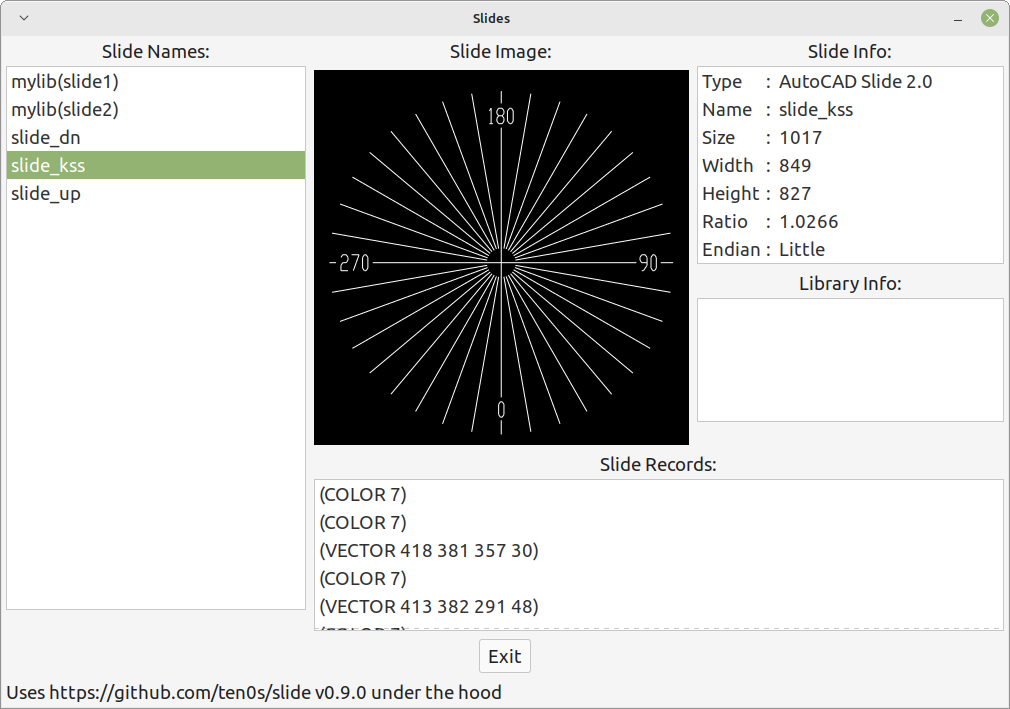 Slides
Slide Names:
mylib(slide1)
mylib(slide2)
slide_dn
slide_kss
slide_up
Slide Image:
180
-270
90
0
Slide Info:
Type : AutoCAD Slide 2.0
Name : slide_kss
Size : 1017
Width : 849
Height : 827
Ratio : 1.0266
Endian : Little
Library Info:
Slide Records:
(COLOR 7)
(COLOR 7)
(VECTOR 418 381 357 30)
(COLOR 7)
(VECTOR 413 382 291 48)
(COLOR 7)
Exit
Uses https://github.com/ten0s/slide v0.9.0 under the hood